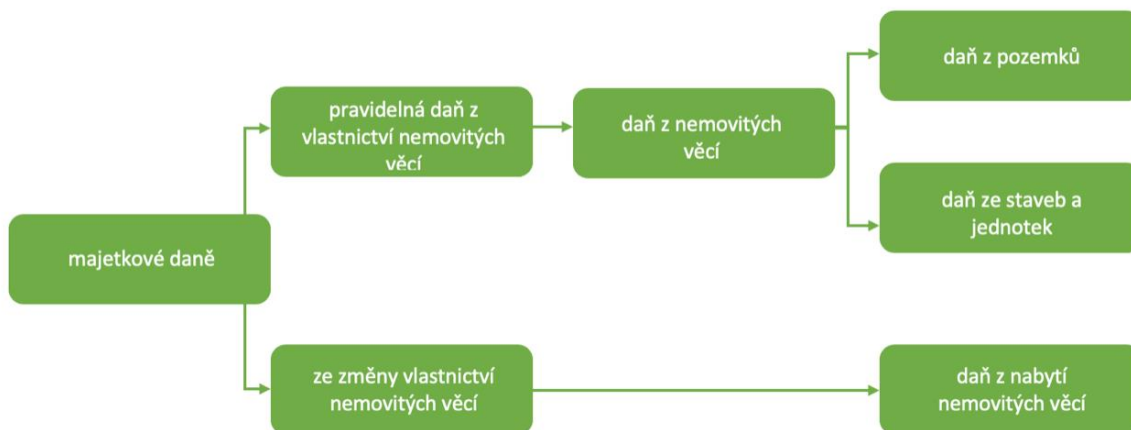 majetkové daně
pravidelná daň z
vlastnictví nemovitých
věcí
daň z nemovitých
věcí
daň z pozemků
daň ze staveb a
jednotek
ze změny vlastnictví
nemovitých věcí
daň z nabytí
nemovitých věcí